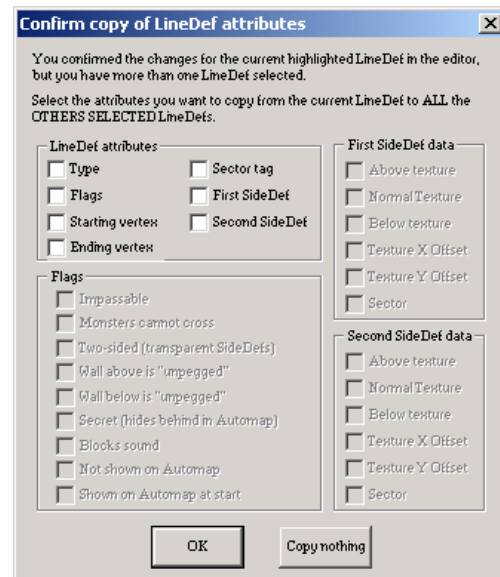 Confirm copy of LineDef attributes
You confirmed the changes for the current highlighted LineDef in the editor,
but you have more than one LineDef selected.
Select the attributes you want to copy from the current LineDef to ALL the
OTHERS SELECTED LineDefs.
LineDef attributes
Type
Sector tag
Flags
First SideDef
Starting vertex
Second SideDef
Ending vertex
First SideDef data
Above texture
Normal Texture
Below texture
Texture X Offset
Texture Y Offset
Sector
Flags
Impassable
Monsters cannot cross
Two-sided (transparent SideDefs)
Wall above is "unpegged"
Wall below is "unpegged"
Secret (hides behind in Automap)
Blocks sound
Not shown on Automap
Shown on Automap at start
Second SideDef data
Above texture
Normal Texture
Below texture
Texture X Offset
Texture Y Offset
Sector
OK
Copy nothing